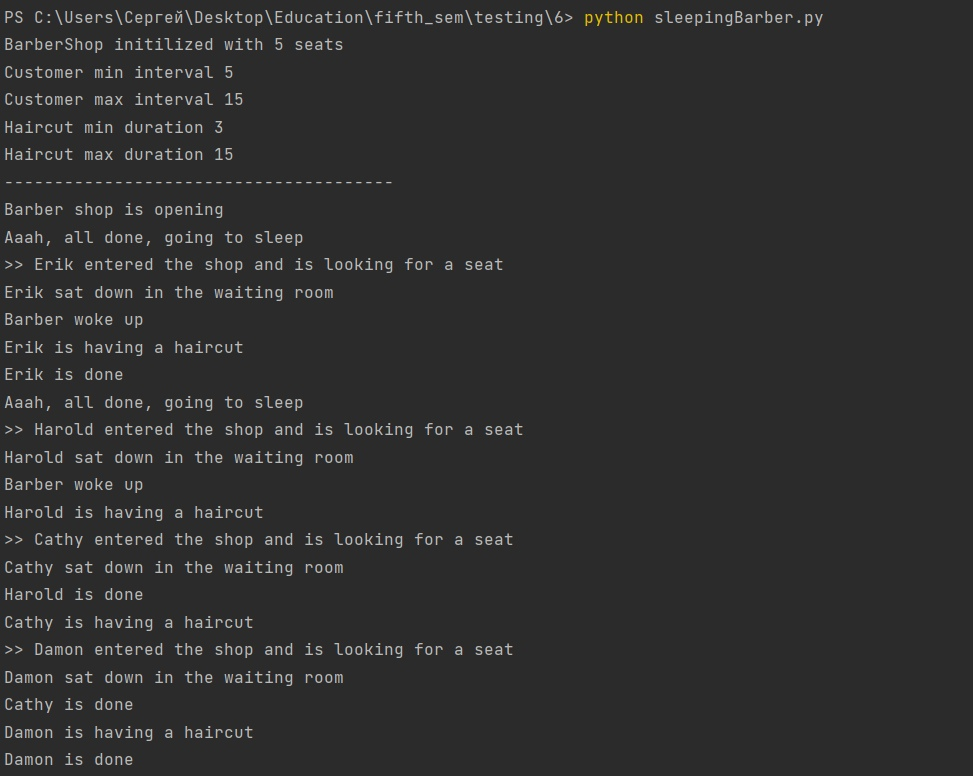 PS C:\Users\Сергей\Desktop\Education\fifth_sem\testing\6> python sleepingBarber.py
BarberShop initilized with 5 seats
Customer min interval 5
Customer max interval 15
Haircut min duration 3
Haircut max duration 15
---------------------------------------
Barber shop is opening
Aaah, all done, going to sleep
>> Erik entered the shop and is looking for a seat
Erik sat down in the waiting room
Barber woke up
Erik is having a haircut
Erik is done
Aaah, all done, going to sleep
>> Harold entered the shop and is looking for a seat
Harold sat down in the waiting room
Barber woke up
Harold is having a haircut
>> Cathy entered the shop and is looking for a seat
Cathy sat down in the waiting room
Harold is done
Cathy is having a haircut
>> Damon entered the shop and is looking for a seat
Damon sat down in the waiting room
Cathy is done
Damon is having a haircut
Damon is done